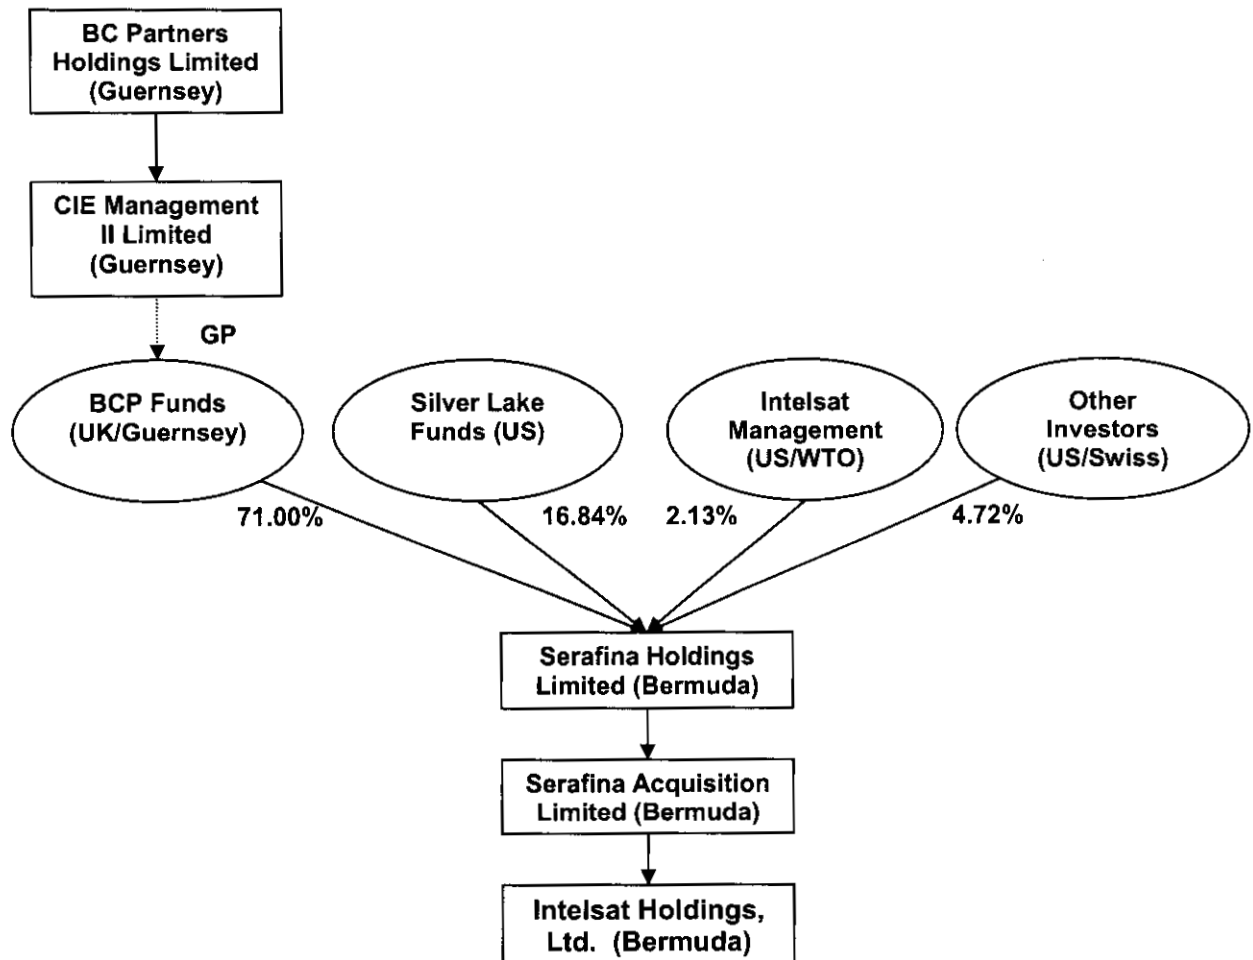 BC Partners
Holdings Limited
(Guernsey)
CIE Management
II Limited
(Guernsey)
GP
BCP Funds
(UK/Guernsey)
Silver Lake
Funds (US)
Intelsat
Management
(US/WTO)
Other
Investors
(US/Swiss)
71.00%
16.84%
2.13%
4.72%
Serafina Holdings
Limited (Bermuda)
Serafina Acquisition
Limited (Bermuda)
Intelsat Holdings,
Ltd. (Bermuda)